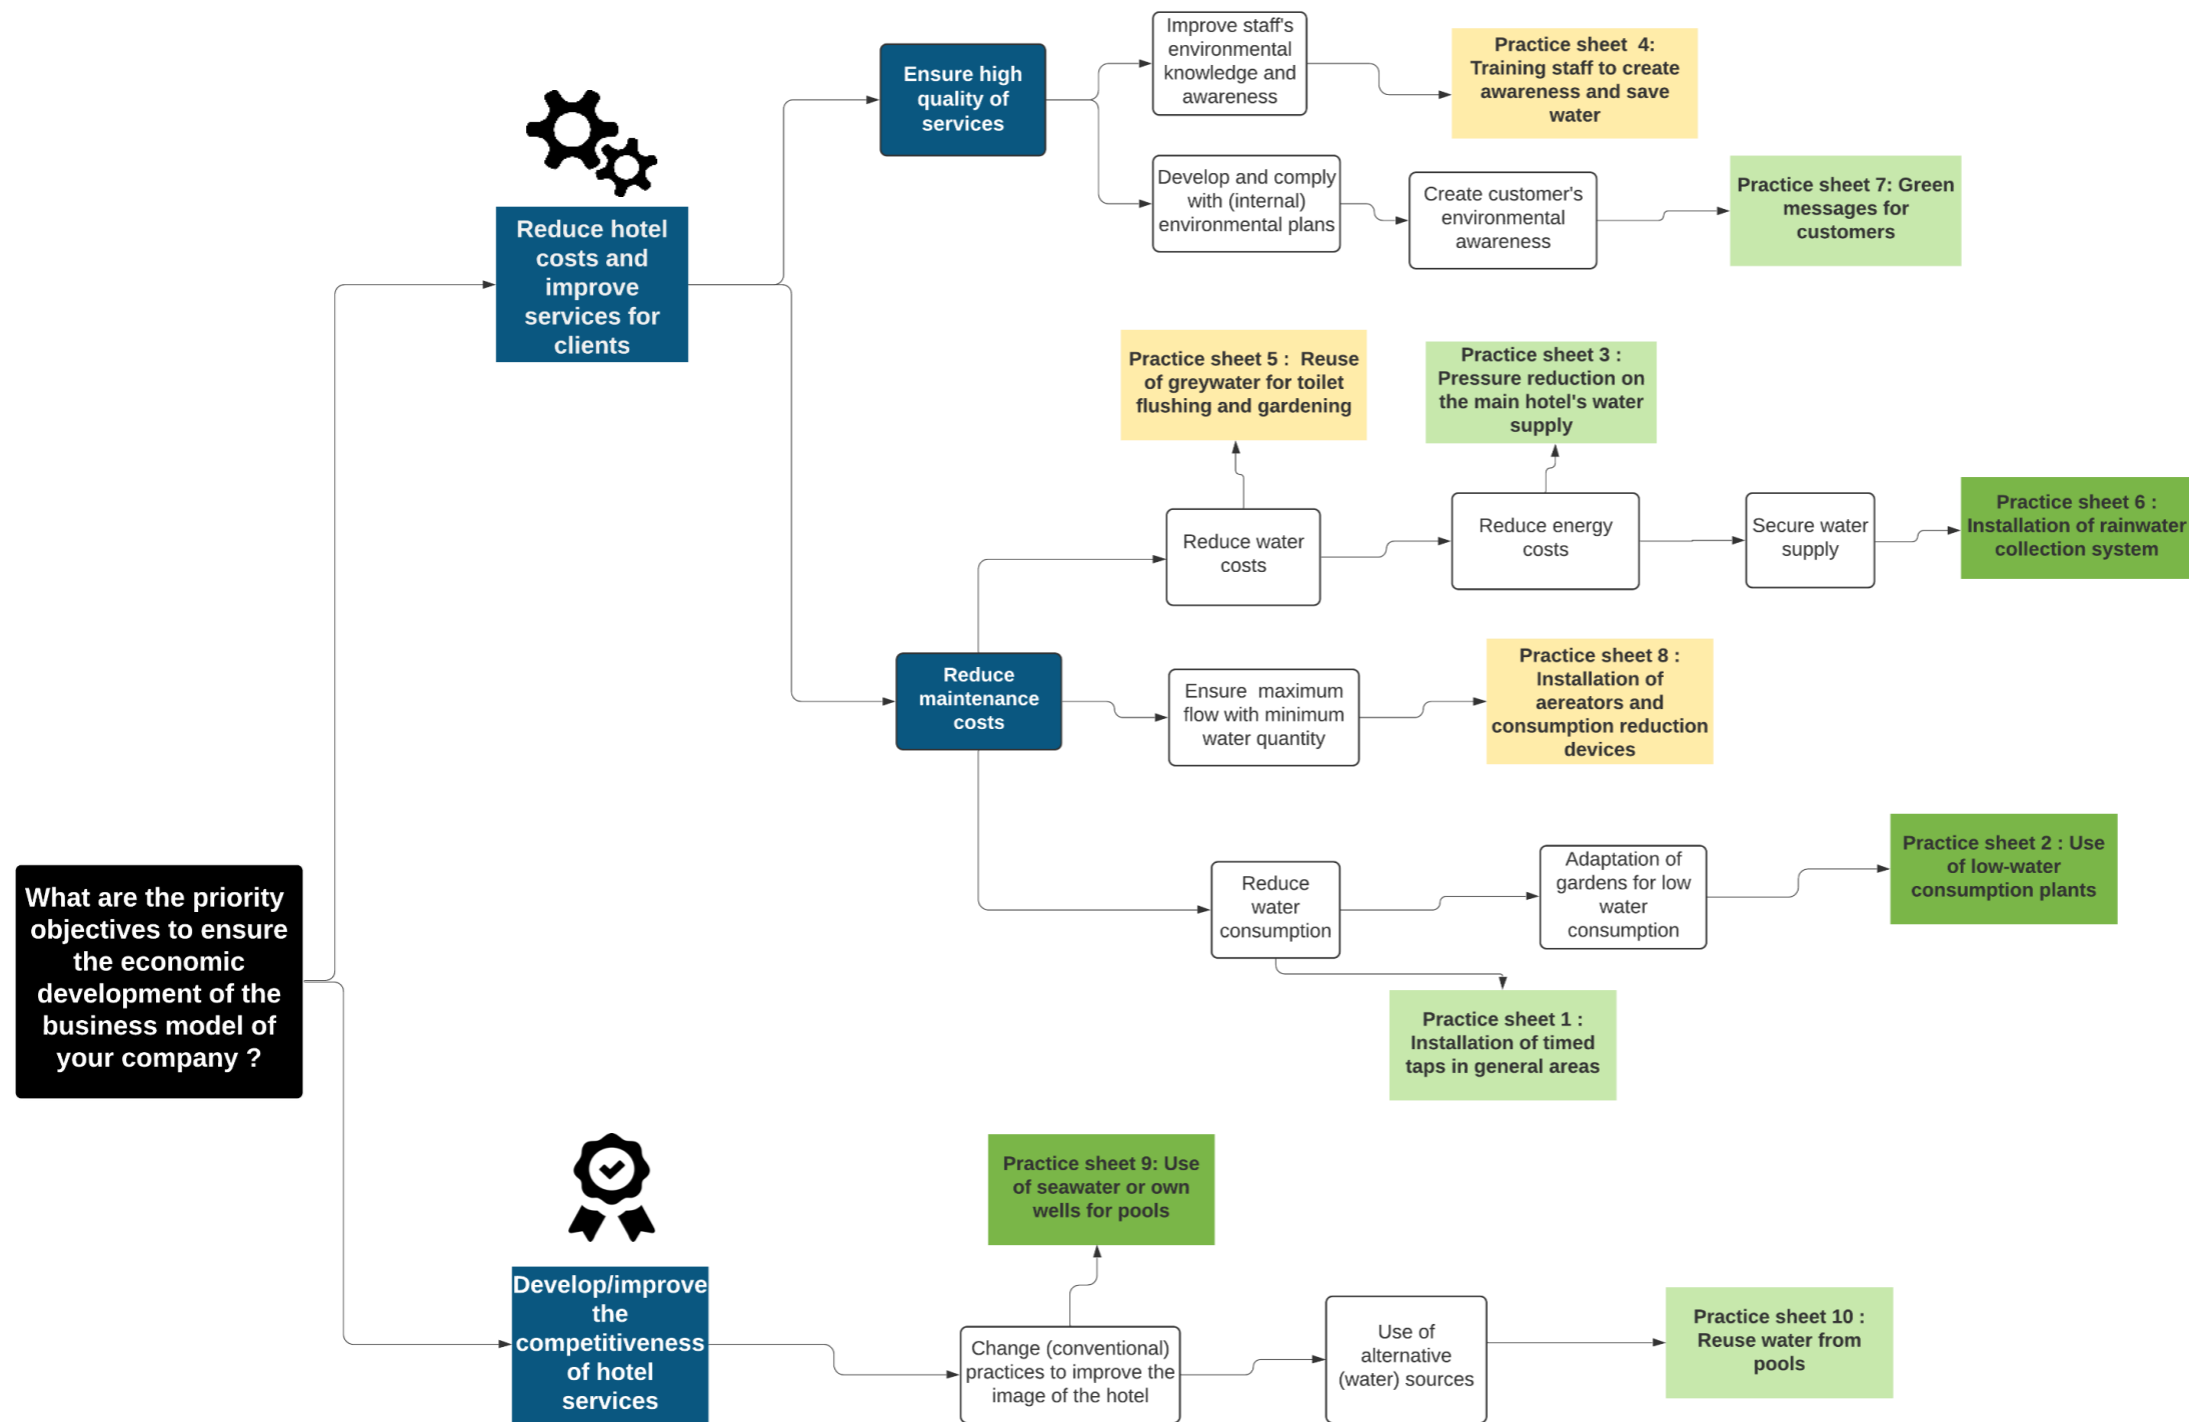 Improve staff's
environmental
knowledge and
awareness
Practice sheet 4:
Training staff to create
awareness and save
water
Ensure high
quality of
services
Develop and comply
with (internal)
environmental plans
Create customer's
environmental
awareness
Practice sheet 7: Green
messages for
customers
Reduce hotel
costs and
improve
services for
clients
Practice sheet 5 : Reuse
of greywater for toilet
flushing and gardening
Practice sheet 3 :
Pressure reduction on
the main hotel's water
supply
Reduce water
costs
Reduce energy
costs
Secure water
supply
Practice sheet 6 :
Installation of rainwater
collection system
Reduce
maintenance
costs
Ensure maximum
flow with minimum
water quantity
Practice sheet 8 :
Installation of
aereators and
consumption reduction
devices
Reduce
water
consumption
Adaptation of
gardens for low
water
consumption
Practice sheet 2 : Use
of low-water
consumption plants
What are the priority
objectives to ensure
the economic
development of the
business model of
your company ?
Practice sheet 1 :
Installation of timed
taps in general areas
Practice sheet 9: Use
of seawater or own
wells for pools
Develop/improve
the
competitiveness
of hotel
services
Change (conventional)
practices to improve the
image of the hotel
Use of
alternative
(water) sources
Practice sheet 10 :
Reuse water from
pools